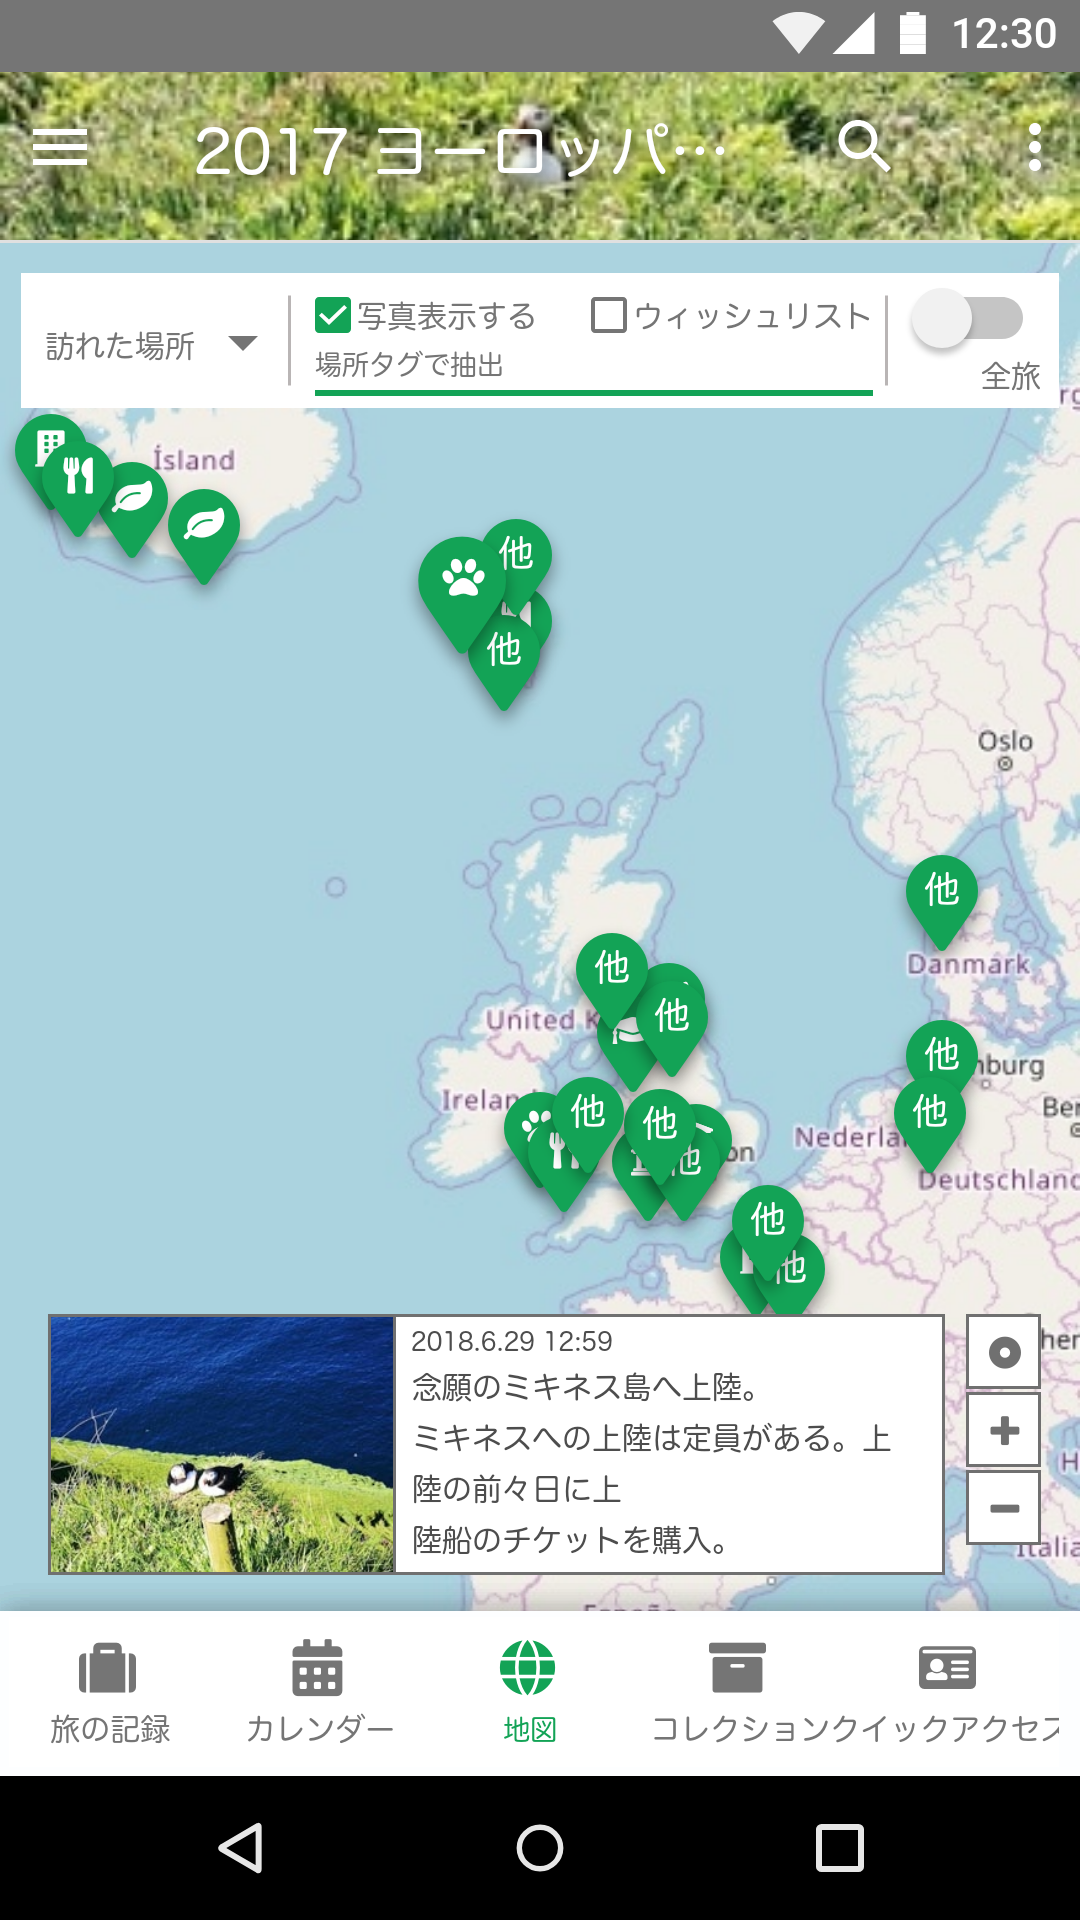 12:30
2017 ヨーロッパ…
訪れた場所
写真表示する
ウィッシュリスト
場所タグで抽出
全旅
Ísland
他
他
Oslo
他
Danmark
他
United K
他
他
nburg
Irelan
他
他
他
Ber
Nederla
on
他
Deutschland
他
他
2018.6.29 12:59
念願のミキネス島へ上陸。
ミキネスへの上陸は定員がある。上
陸の前々日に上
陸船のチケットを購入。
her
H
Italia
旅の記録
カレンダー
地図
コレクション
クイックアクセス